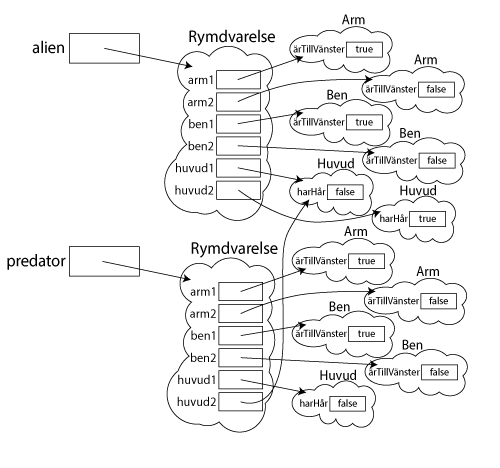 alien
Rymdvarelse
arm1
arm2
ben1
ben2
huvud1
huvud2
Arm
ärTillVänster true
Arm
ärTillVänster false
Ben
ärTillVänster true
Ben
ärTillVänster false
Huvud
harHår false
Huvud
harHår true
predator
Rymdvarelse
arm1
arm2
ben1
ben2
huvud1
huvud2
Arm
ärTillVänster true
Arm
ärTillVänster false
Ben
ärTillVänster true
Ben
ärTillVänster false
Huvud
harHår false